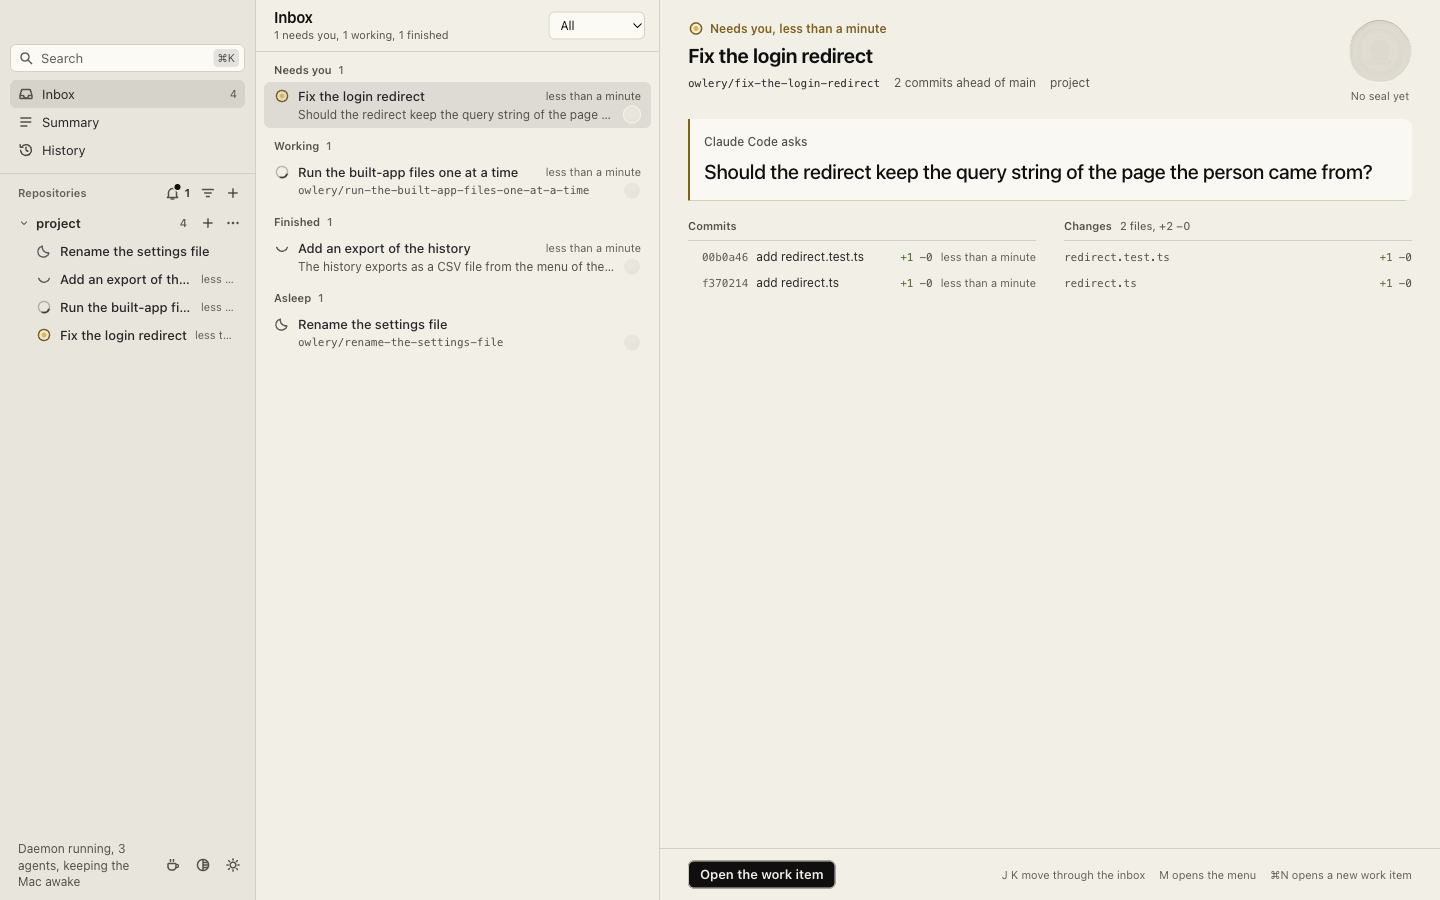 Search ⌘K
Inbox 4
Summary
History
Repositories 1
project 4
Rename the settings file
Add an export of th... less ...
Run the built-app fi... less ...
Fix the login redirect less t...
Daemon running, 3
agents, keeping the
Mac awake
Inbox
1 needs you, 1 working, 1 finished
All
Needs you 1
Fix the login redirect less than a minute
Should the redirect keep the query string of the page ...
Working 1
Run the built-app files one at a time less than a minute
owlery/run-the-built-app-files-one-at-a-time
Finished 1
Add an export of the history less than a minute
The history exports as a CSV file from the menu of the...
Asleep 1
Rename the settings file
owlery/rename-the-settings-file
Needs you, less than a minute
Fix the login redirect
owlery/fix-the-login-redirect 2 commits ahead of main project
No seal yet
Claude Code asks
Should the redirect keep the query string of the page the person came from?
Commits
00b0a46 add redirect.test.ts +1 −0 less than a minute
f370214 add redirect.ts +1 −0 less than a minute
Changes 2 files, +2 −0
redirect.test.ts +1 −0
redirect.ts +1 −0
Open the work item
J K move through the inbox M opens the menu ⌘N opens a new work item